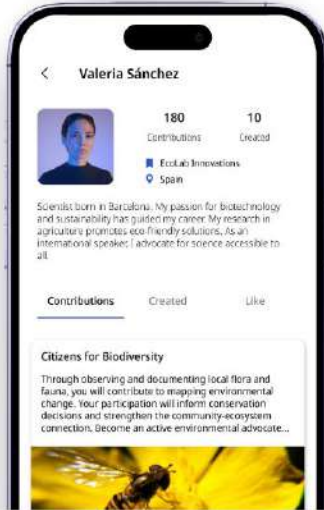 Valeria Sánchez
180
10
Contributions
Created
EcoLab Innovations
Spain
Scientist born in Barcelona. My passion for biotechnology
and sustainability has guided my career. My research in
agriculture promotes eco-friendly solutions. As an
international speaker, I advocate for science accessible to
all.
Contributions
Created
Like
Citizens for Biodiversity
Through observing and documenting local flora and
fauna, you will contribute to mapping environmental
change. Your participation will inform conservation
decisions and strengthen the community-ecosystem
connection. Become an active environmental advocate...